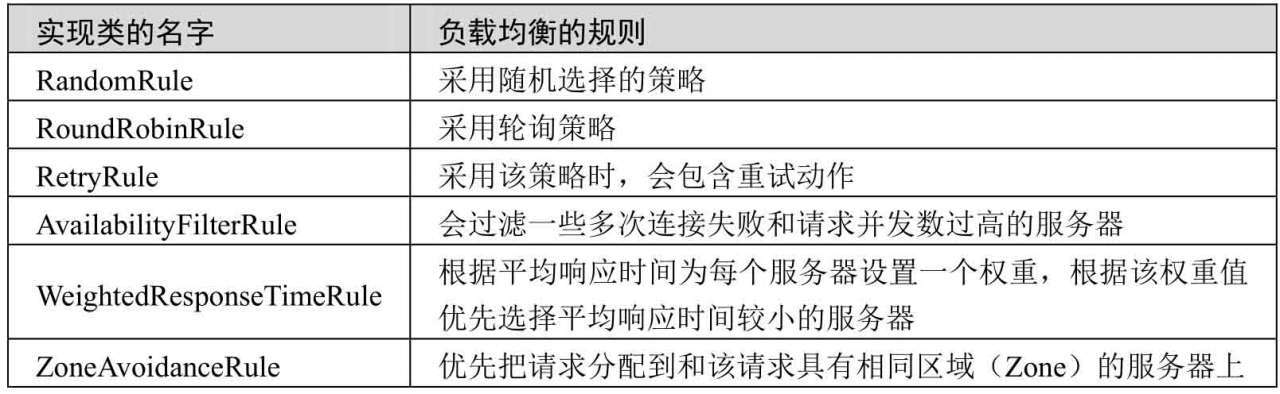 实现类的名字 负载均衡的规则
RandomRule 采用随机选择的策略
RoundRobinRule 采用轮询策略
RetryRule 采用该策略时，会包含重试动作
AvailabilityFilterRule 会过滤一些多次连接失败和请求并发数过高的服务器
WeightedResponseTimeRule 根据平均响应时间为每个服务器设置一个权重，根据该权重值
优先选择平均响应时间较小的服务器
ZoneAvoidanceRule 优先把请求分配到和该请求具有相同区域（Zone）的服务器上